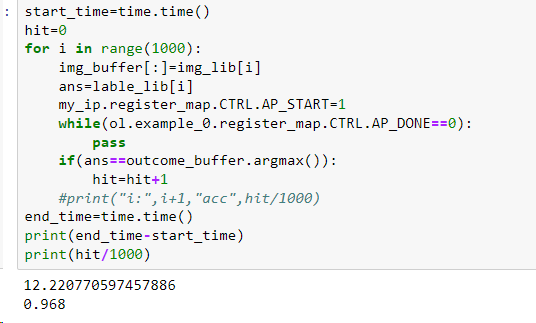 : start_time=time.time()
hit=0
for i in range(1000):
    img_buffer[:]=img_lib[i]
    ans=lable_lib[i]
    my_ip.register_map.CTRL.AP_START=1
    while(ol.example_0.register_map.CTRL.AP_DONE==0):
        pass
    if(ans==outcome_buffer.argmax()):
        hit=hit+1
    #print("i:",i+1,"acc",hit/1000)
end_time=time.time()
print(end_time-start_time)
print(hit/1000)
12.220770597457886
0.968